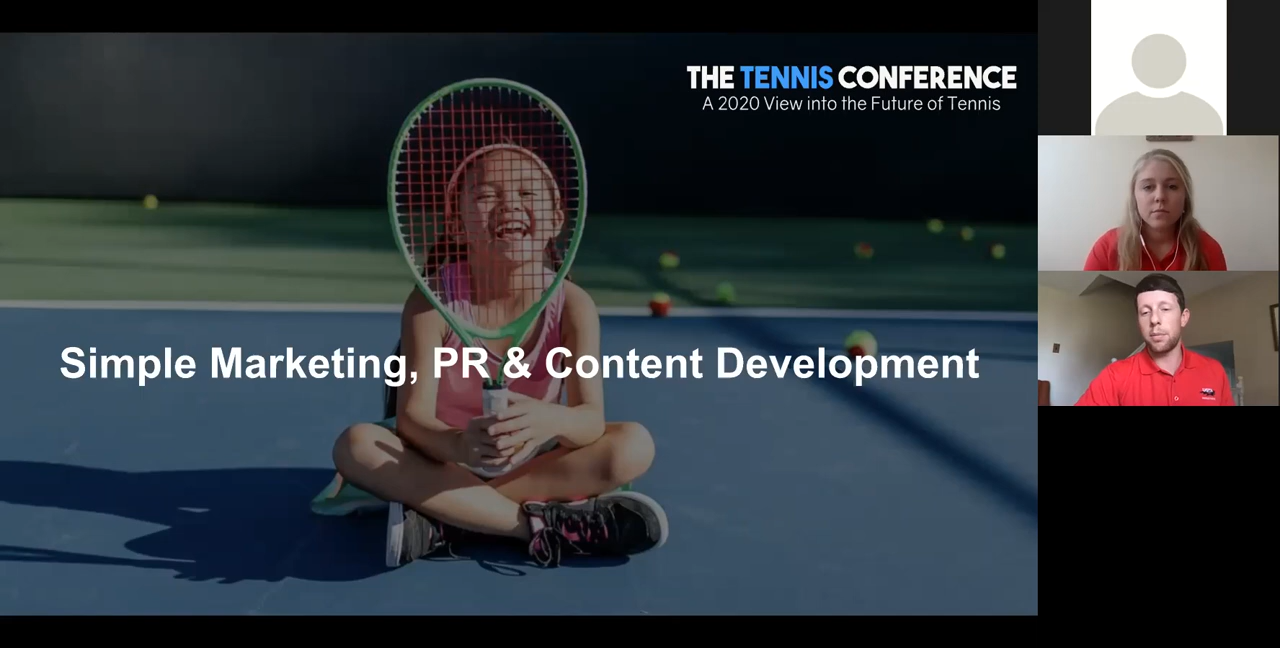 THE TENNIS CONFERENCE
A 2020 View into the Future of Tennis
Simple Marketing, PR & Content Development